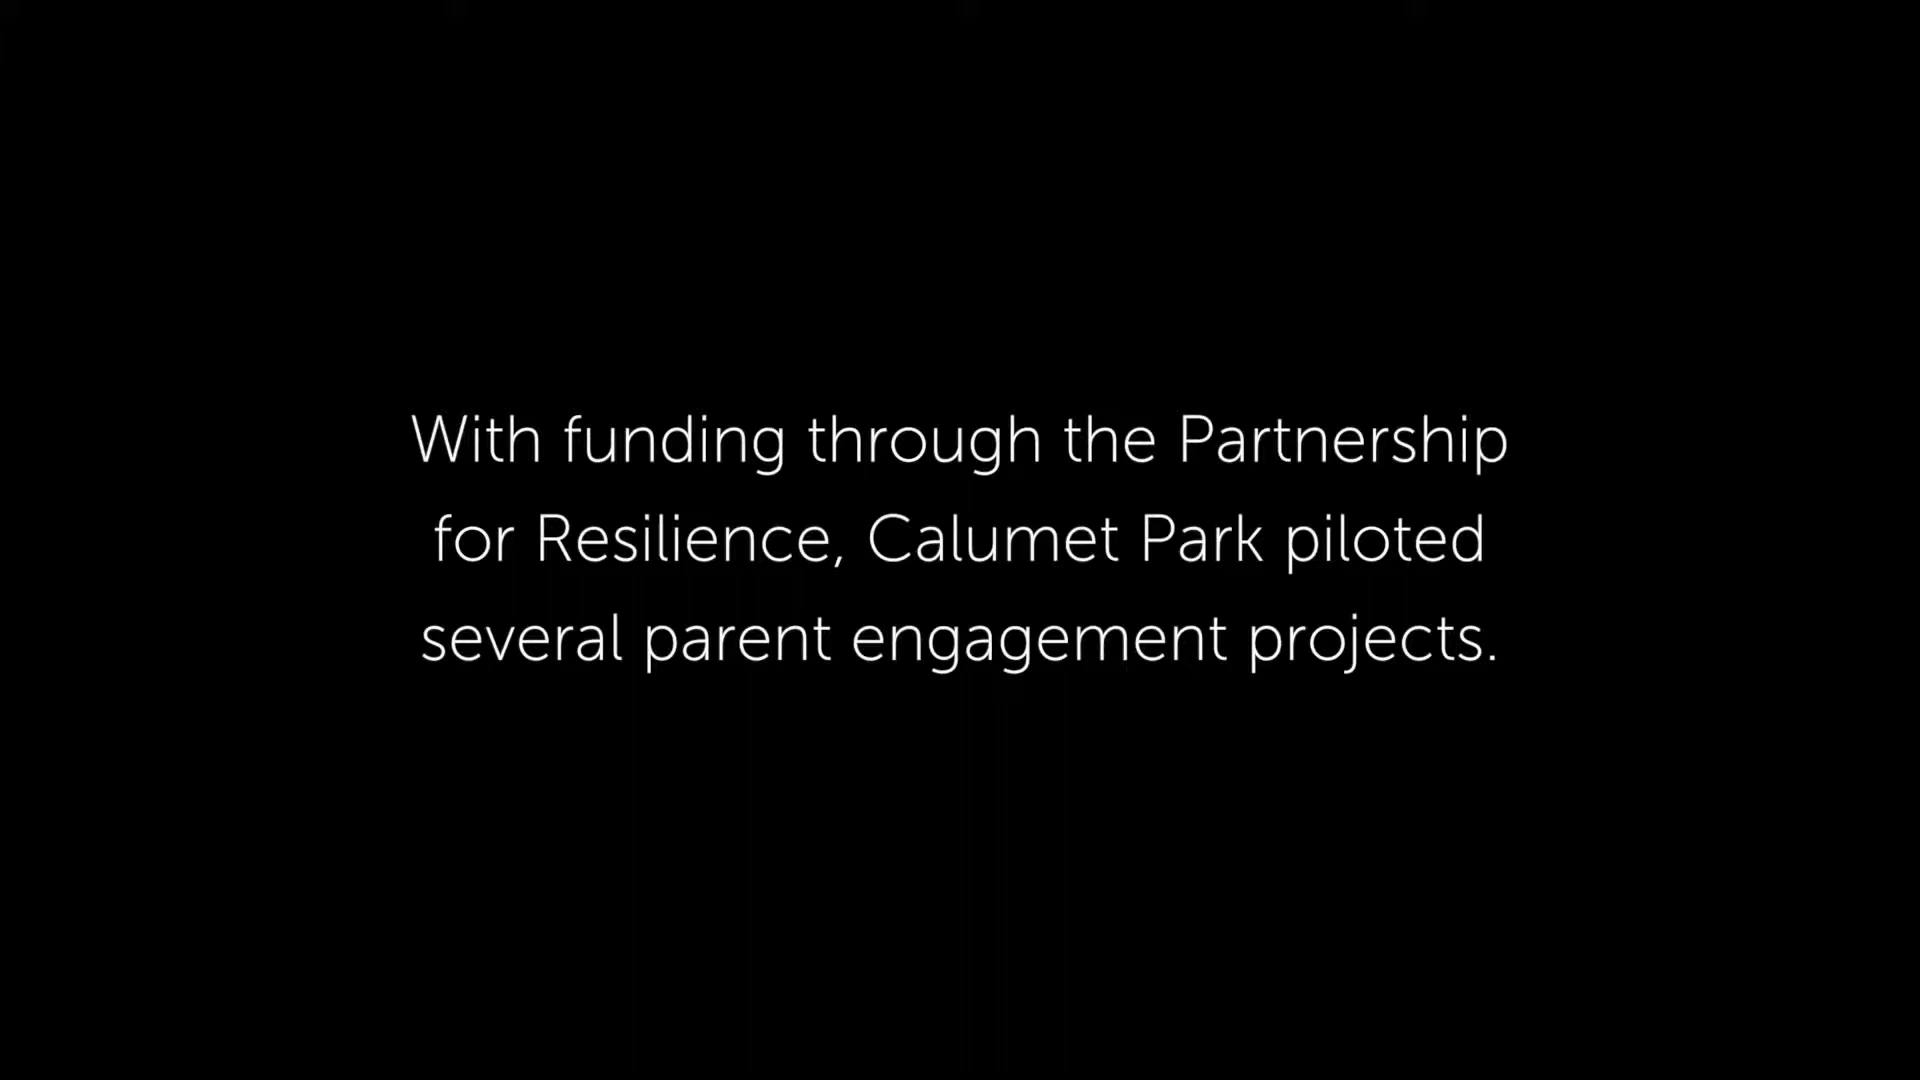 With funding through the Partnership
for Resilience, Calumet Park piloted
several parent engagement projects.